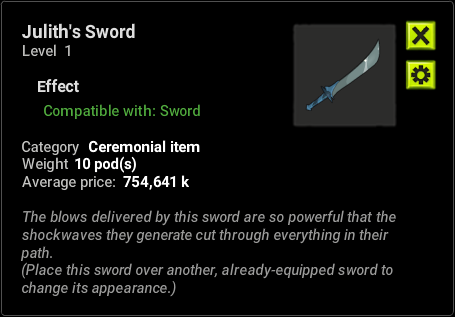 Julith's Sword
Level 1
Effect
Compatible with: Sword
Category Ceremonial item
Weight 10 pod(s)
Average price: 754,641 k
The blows delivered by this sword are so powerful that the
shockwaves they generate cut through everything in their
path.
(Place this sword over another, already-equipped sword to
change its appearance.)